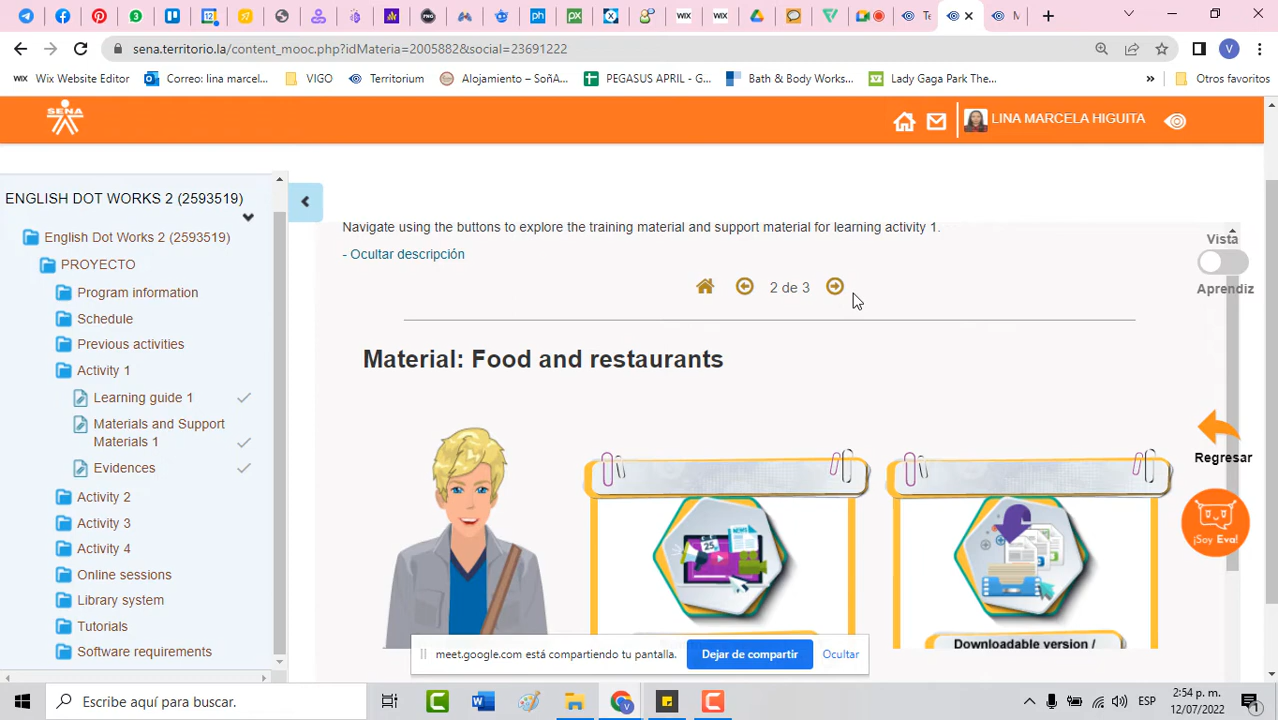 sena.territorio.la/content_mooc.php?idMateria=2005882&social=23691222
WIX Wix Website Editor Correo: lina marcel... VIGO Territorium Alojamiento – SoñA... PEGASUS APRIL - G... Bath & Body Works... Lady Gaga Park The... » Otros favoritos
SENA
LINA MARCELA HIGUITA
ENGLISH DOT WORKS 2 (2593519)
English Dot Works 2 (2593519)
PROYECTO
Program information
Schedule
Previous activities
Activity 1
Learning guide 1
Materials and Support
Materials 1
Evidences
Activity 2
Activity 3
Activity 4
Online sessions
Library system
Tutorials
Software requirements
Navigate using the buttons to explore the training material and support material for learning activity 1.
- Ocultar descripción
2 de 3
Material: Food and restaurants
NEWS
25
Downloadable version /
Vista
Aprendiz
Regresar
¡Soy Eva!
meet.google.com está compartiendo tu pantalla. Dejar de compartir Ocultar
Escribe aquí para buscar.
ESP
2:54 p. m.
12/07/2022